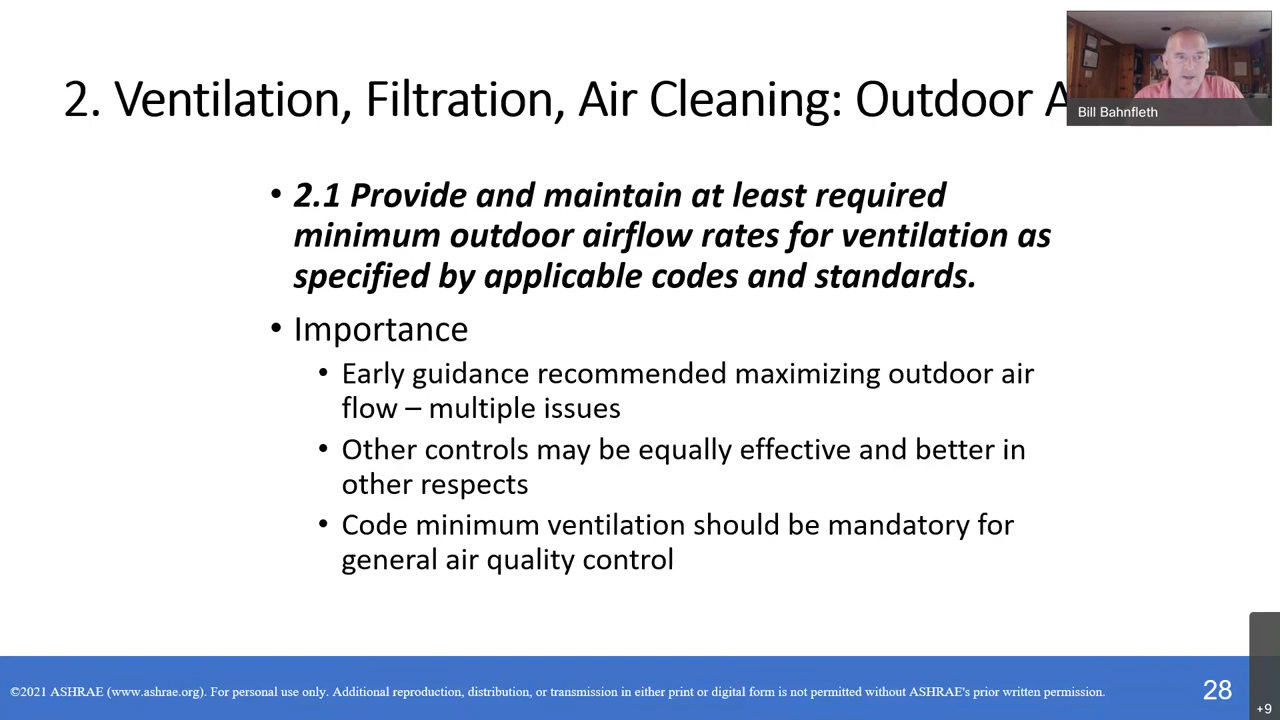 2. Ventilation, Filtration, Air Cleaning: Outdoor
Bill Bahnfleth
• 2.1 Provide and maintain at least required
minimum outdoor airflow rates for ventilation as
specified by applicable codes and standards.
• Importance
• Early guidance recommended maximizing outdoor air
flow – multiple issues
• Other controls may be equally effective and better in
other respects
• Code minimum ventilation should be mandatory for
general air quality control
©2021 ASHRAE (www.ashrae.org). For personal use only. Additional reproduction, distribution, or transmission in either print or digital form is not permitted without ASHRAE's prior written permission.
28
+9